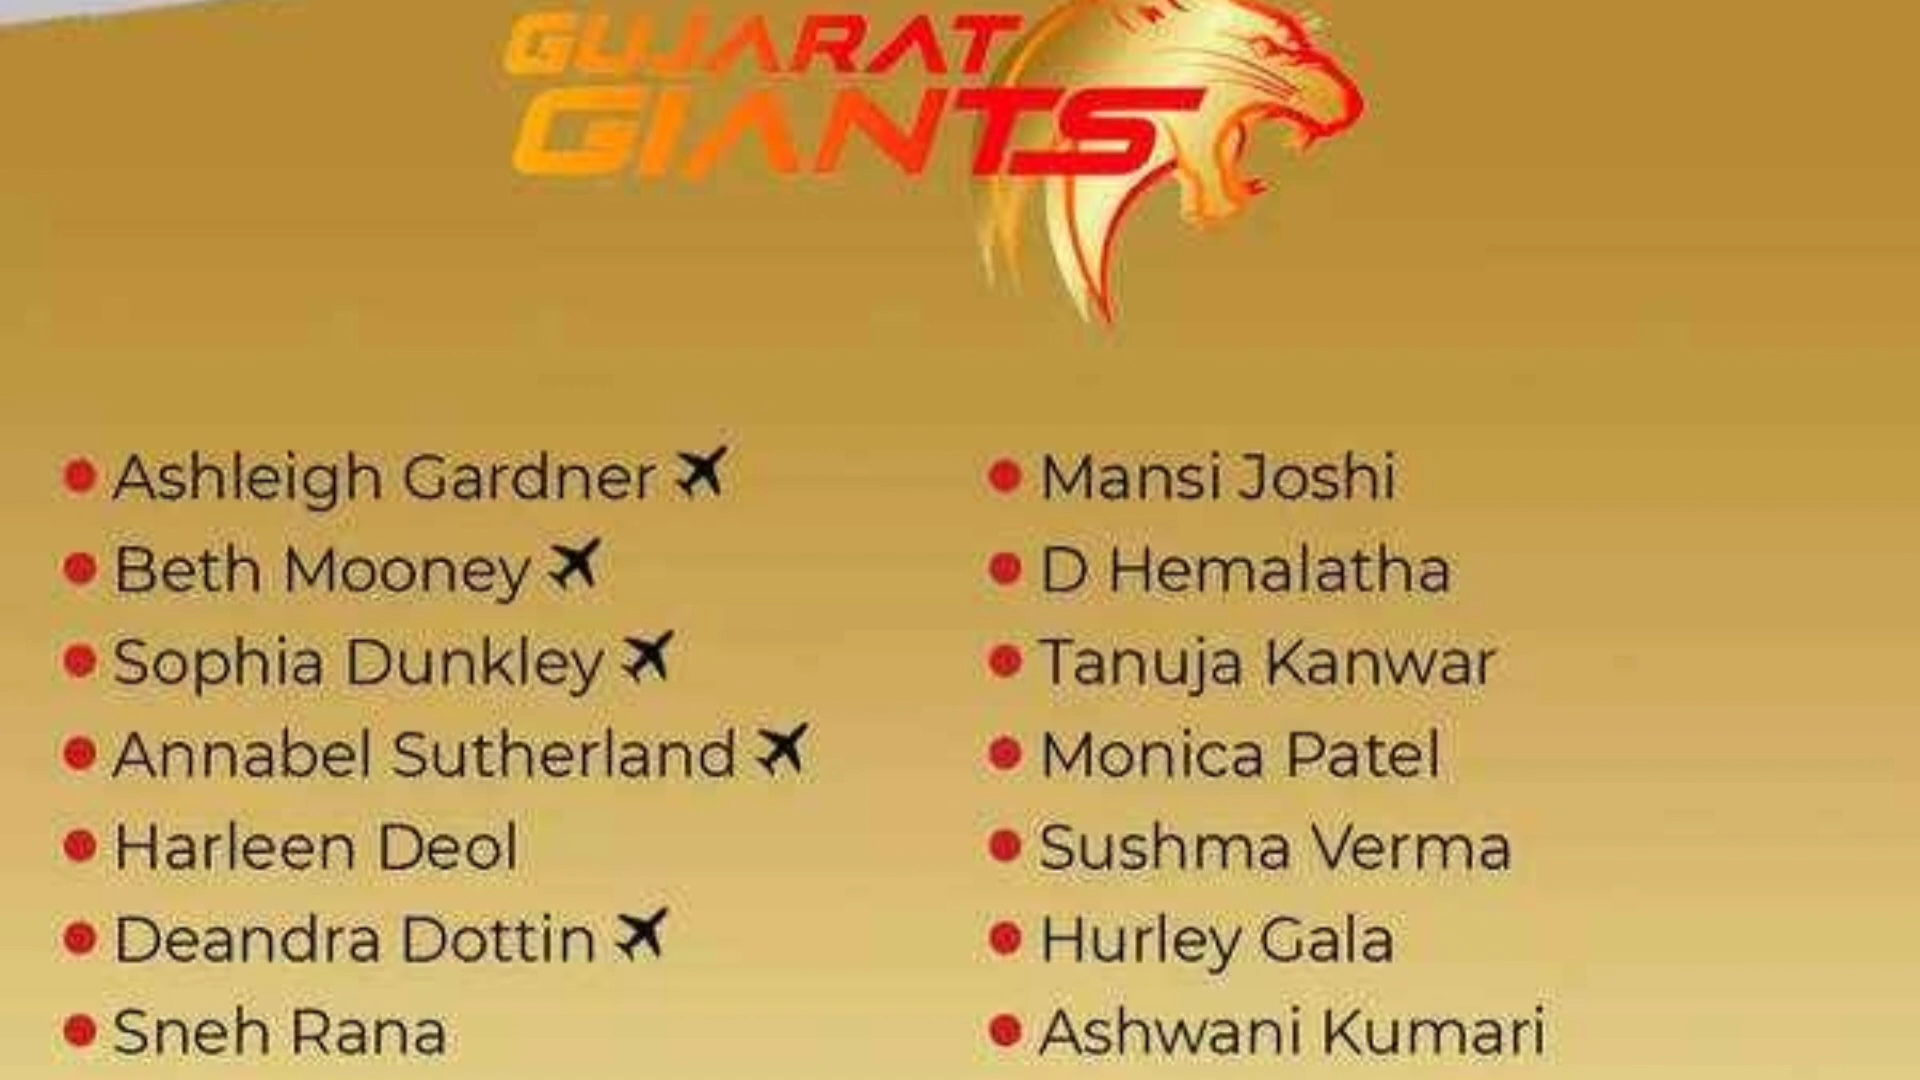 GUJARAT
GIANTS
Ashleigh Gardner
Beth Mooney
Sophia Dunkley
Annabel Sutherland
Harleen Deol
Deandra Dottin
Sneh Rana
Mansi Joshi
D Hemalatha
Tanuja Kanwar
Monica Patel
Sushma Verma
Hurley Gala
Ashwani Kumari